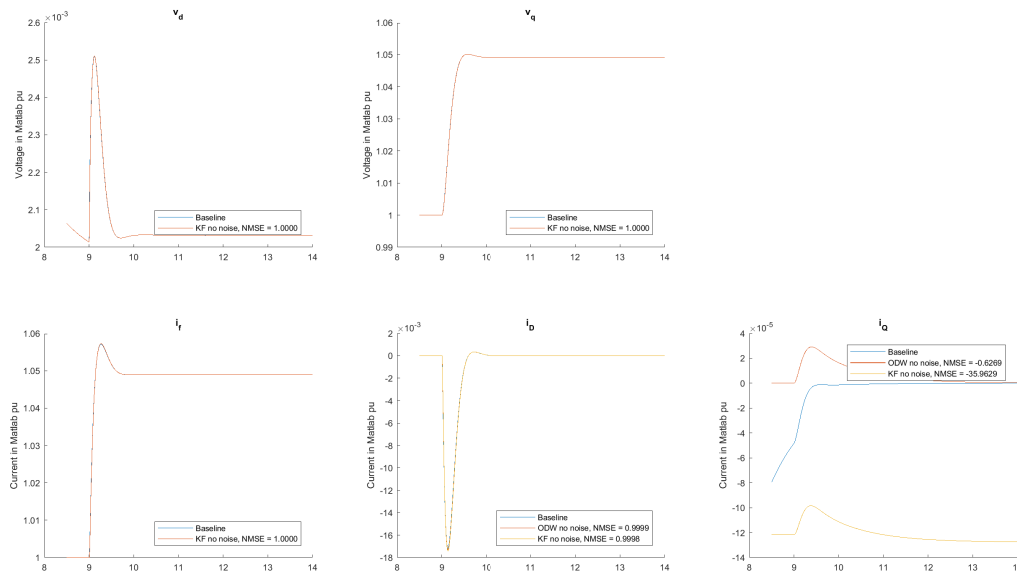 v_d
×10^-3
2.6
2.5
2.4
2.3
2.2
2.1
2
Voltage in Matlab pu
8 9 10 11 12 13 14
Baseline
KF no noise, NMSE = 1.0000
v_q
1.06
1.05
1.04
1.03
1.02
1.01
1
0.99
Voltage in Matlab pu
8 9 10 11 12 13 14
Baseline
KF no noise, NMSE = 1.0000
i_f
1.06
1.05
1.04
1.03
1.02
1.01
1
Current in Matlab pu
8 9 10 11 12 13 14
Baseline
KF no noise, NMSE = 1.0000
i_D
×10^-3
2
0
-2
-4
-6
-8
-10
-12
-14
-16
-18
Current in Matlab pu
8 9 10 11 12 13 14
Baseline
ODW no noise, NMSE = 0.9999
KF no noise, NMSE = 0.9998
i_Q
×10^-5
4
2
0
-2
-4
-6
-8
-10
-12
-14
Current in Matlab pu
8 9 10 11 12 13 14
Baseline
ODW no noise, NMSE = -0.6269
KF no noise, NMSE = -35.9629